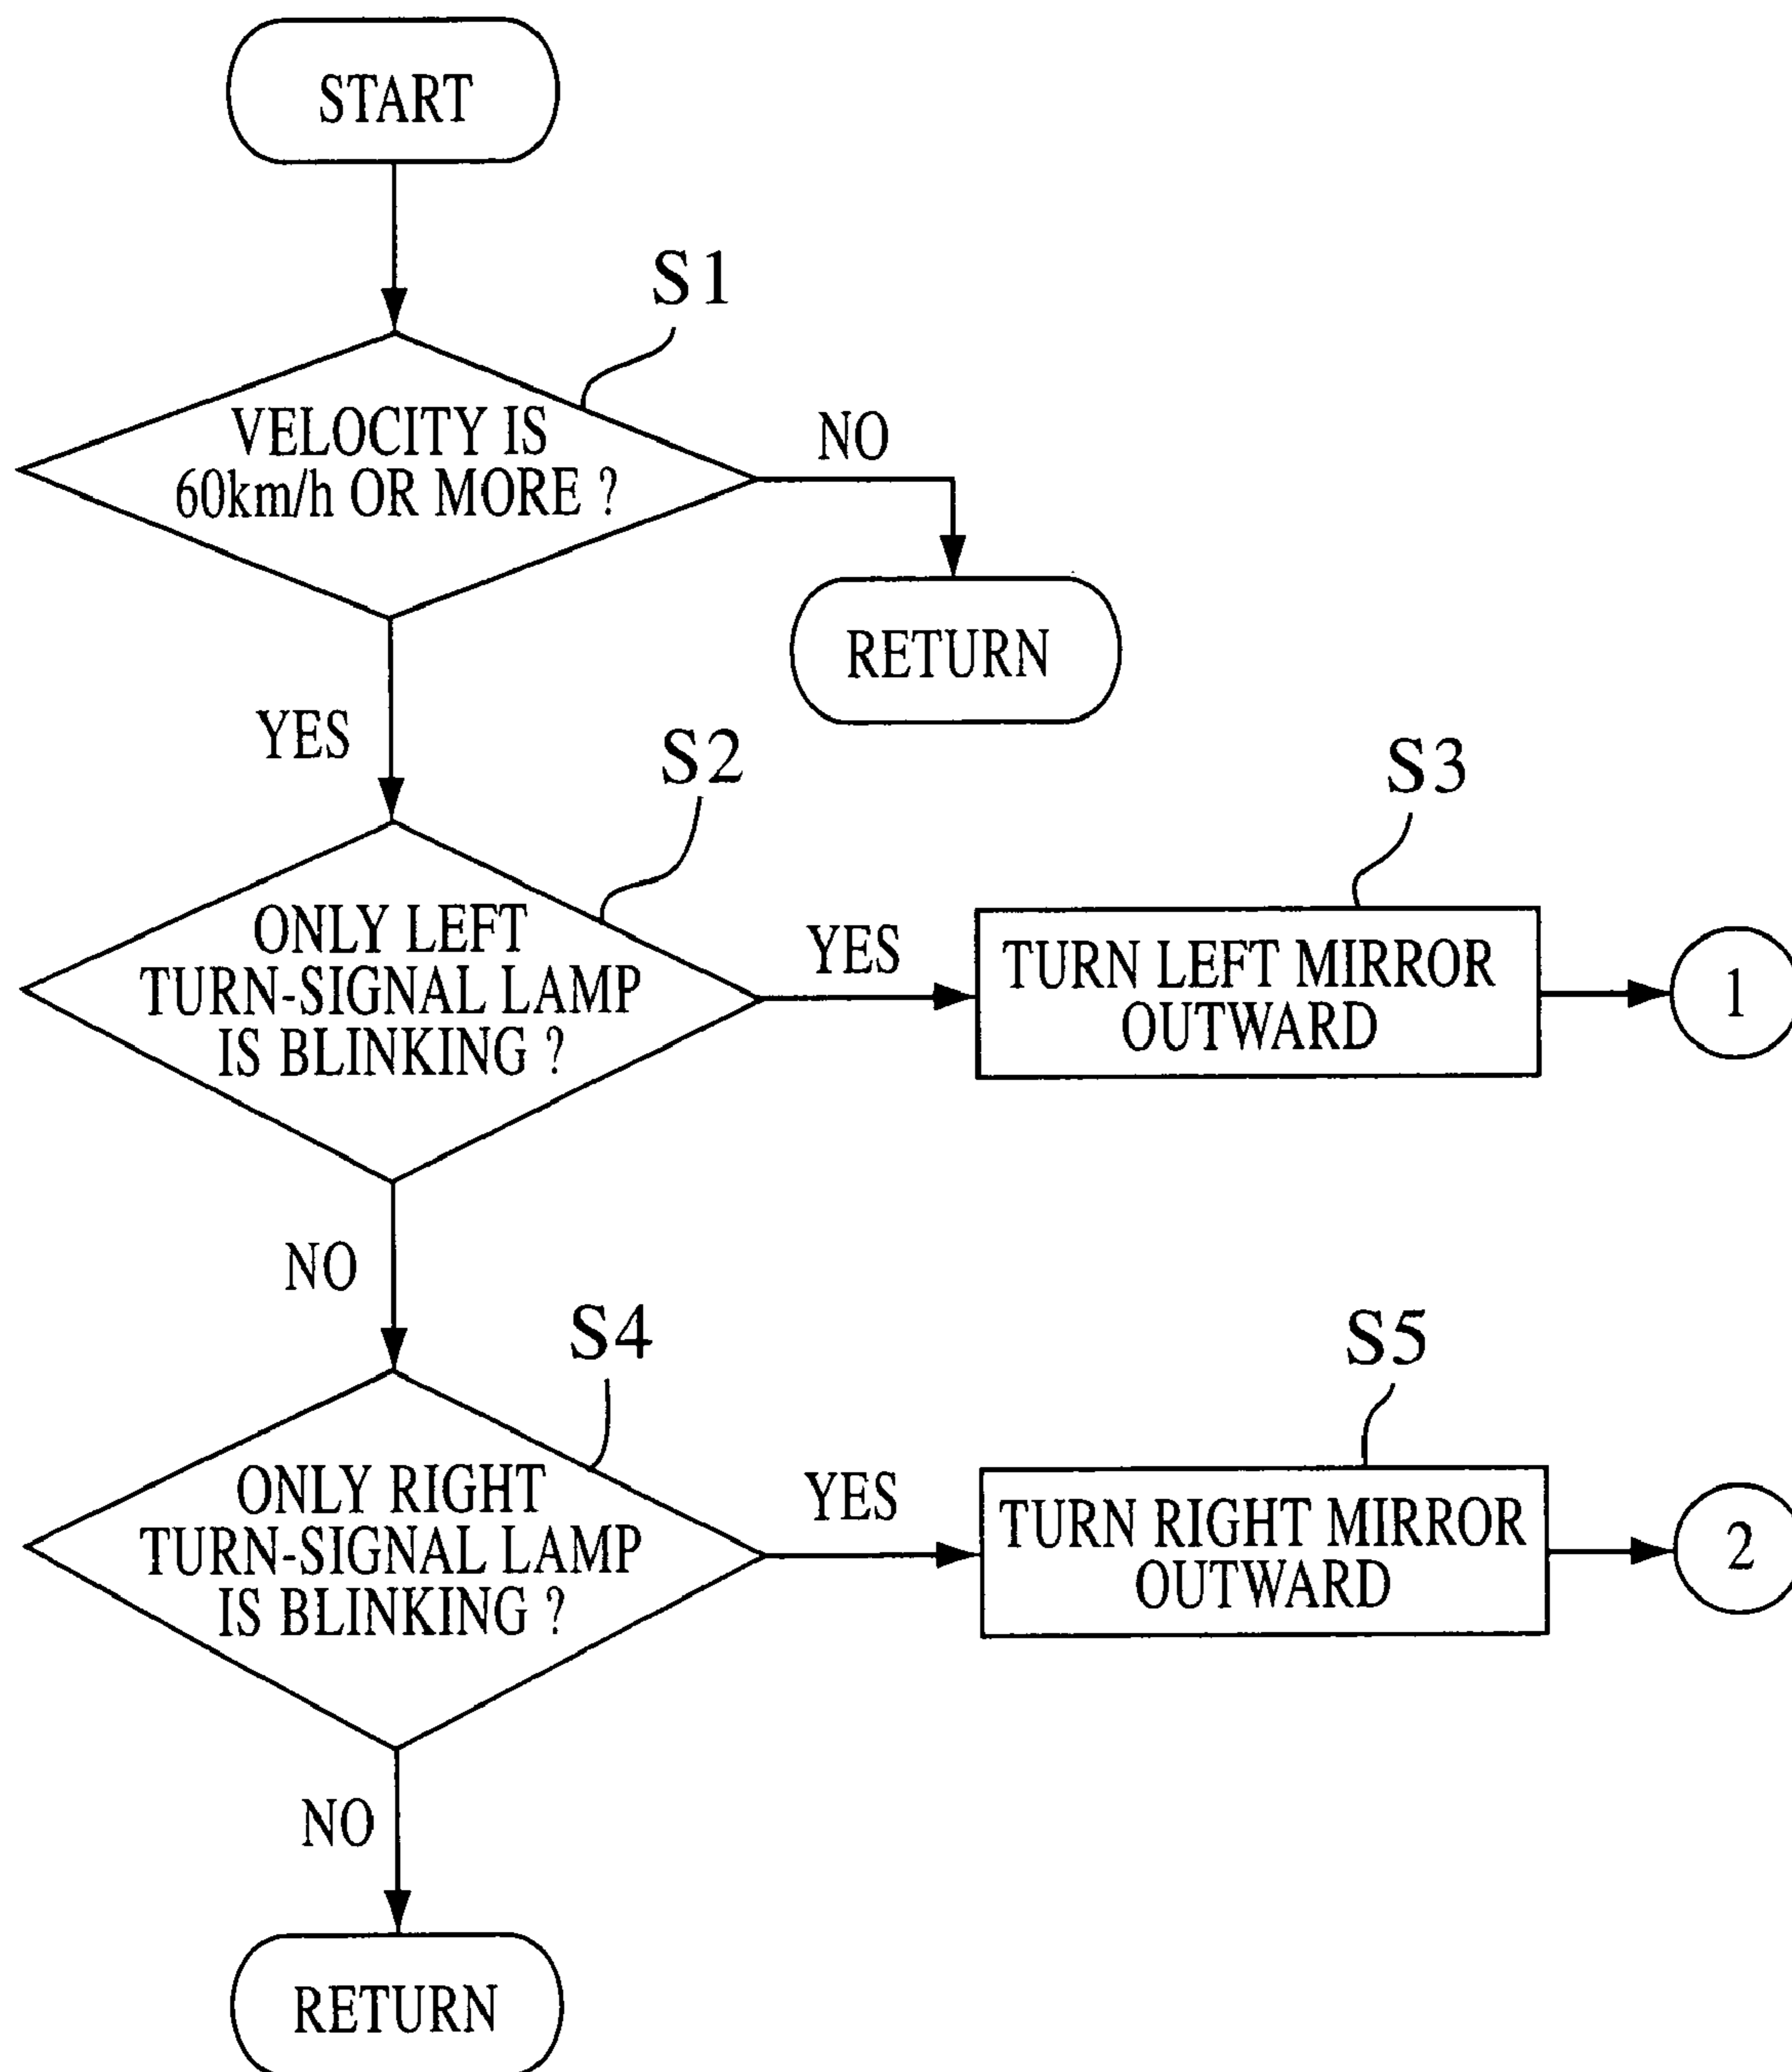 START
S1
VELOCITY IS
60km/h OR MORE ?
NO
RETURN
YES
S2
S3
ONLY LEFT
TURN-SIGNAL LAMP
IS BLINKING ?
YES
TURN LEFT MIRROR
OUTWARD
1
NO
S4
S5
ONLY RIGHT
TURN-SIGNAL LAMP
IS BLINKING ?
YES
TURN RIGHT MIRROR
OUTWARD
2
NO
RETURN